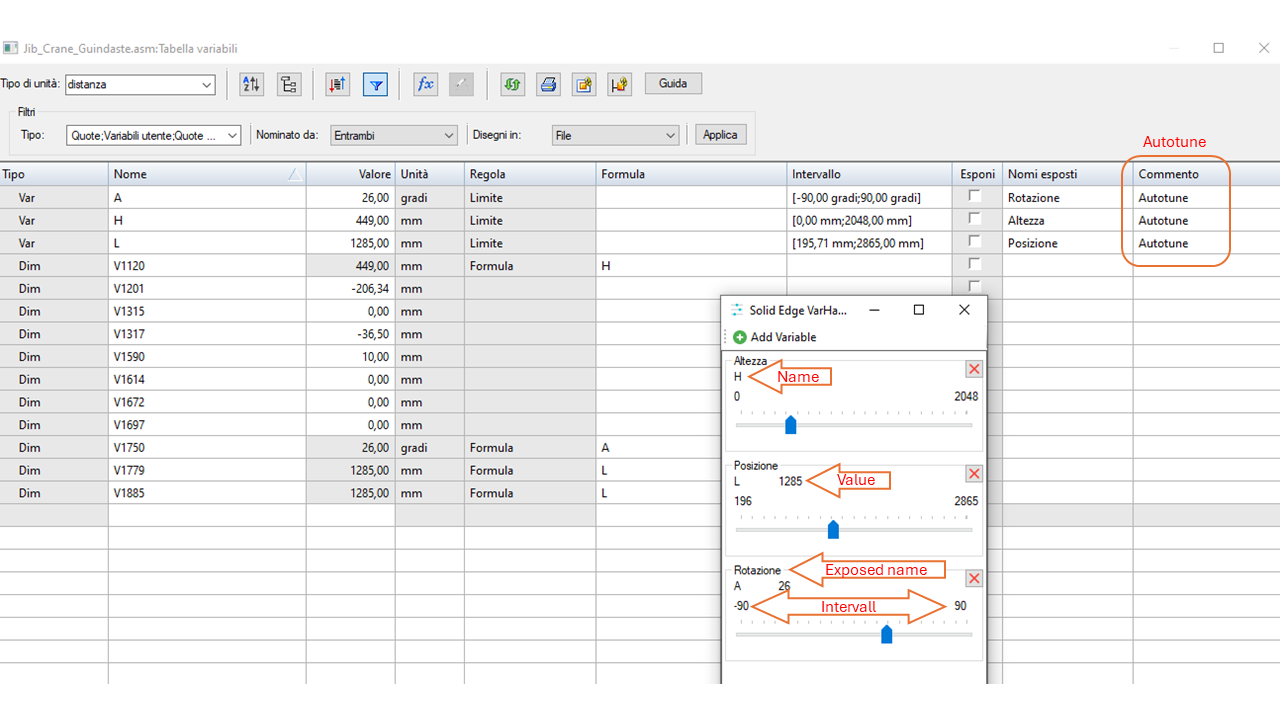 Jib_Crane_Guindaste.asm:Tabella variabili
Tipo di unità: distanza fx Guida
Filtri
Tipo: Quote;Variabili utente;Quote ... Nominato da: Entrambi Disegni in: File Applica
Autotune
Tipo Nome Valore Unità Regola Formula Intervallo Esponi Nomi esposti Commento
Var A 26,00 gradi Limite [-90,00 gradi;90,00 gradi] Rotazione Autotune
Var H 449,00 mm Limite [0,00 mm;2048,00 mm] Altezza Autotune
Var L 1285,00 mm Limite [195,71 mm;2865,00 mm] Posizione Autotune
Dim V1120 449,00 mm Formula H
Dim V1201 -206,34 mm
Dim V1315 0,00 mm
Dim V1317 -36,50 mm
Dim V1590 10,00 mm
Dim V1614 0,00 mm
Dim V1672 0,00 mm
Dim V1697 0,00 mm
Dim V1750 26,00 gradi Formula A
Dim V1779 1285,00 mm Formula L
Dim V1885 1285,00 mm Formula L
Solid Edge VarHa...
Add Variable
Altezza
H Name
0 2048
Posizione
L 1285 Value
196 2865
Rotazione Exposed name
A 26
-90 Intervall 90